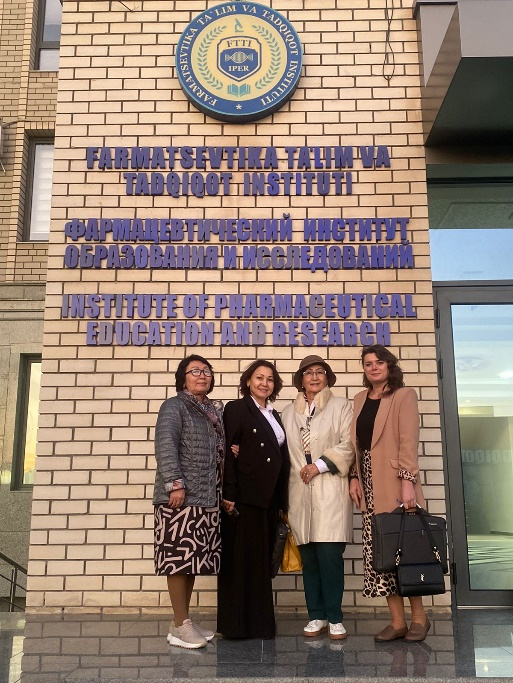 FARMATSEVTIKA TA'LIM VA TADQIQOT INSTITUTI
FTTI
IPER
FARMATSEVTIKA TA'LIM VA
TADQIQOT INSTITUTI
ФАРМАЦЕВТИЧЕСКИЙ ИНСТИТУТ
ОБРАЗОВАНИЯ И ИССЛЕДОВАНИЙ
INSTITUTE OF PHARMACEUTICAL
EDUCATION AND RESEARCH